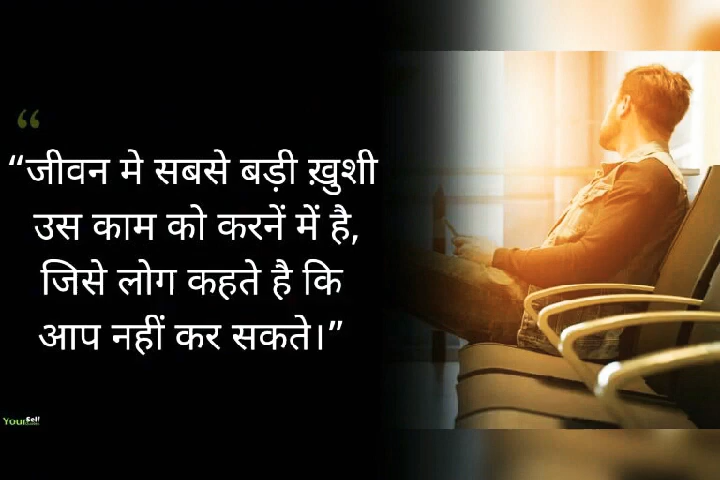 “
“जीवन मे सबसे बड़ी ख़ुशी
उस काम को करनें में है,
जिसे लोग कहते है कि
आप नहीं कर सकते।”